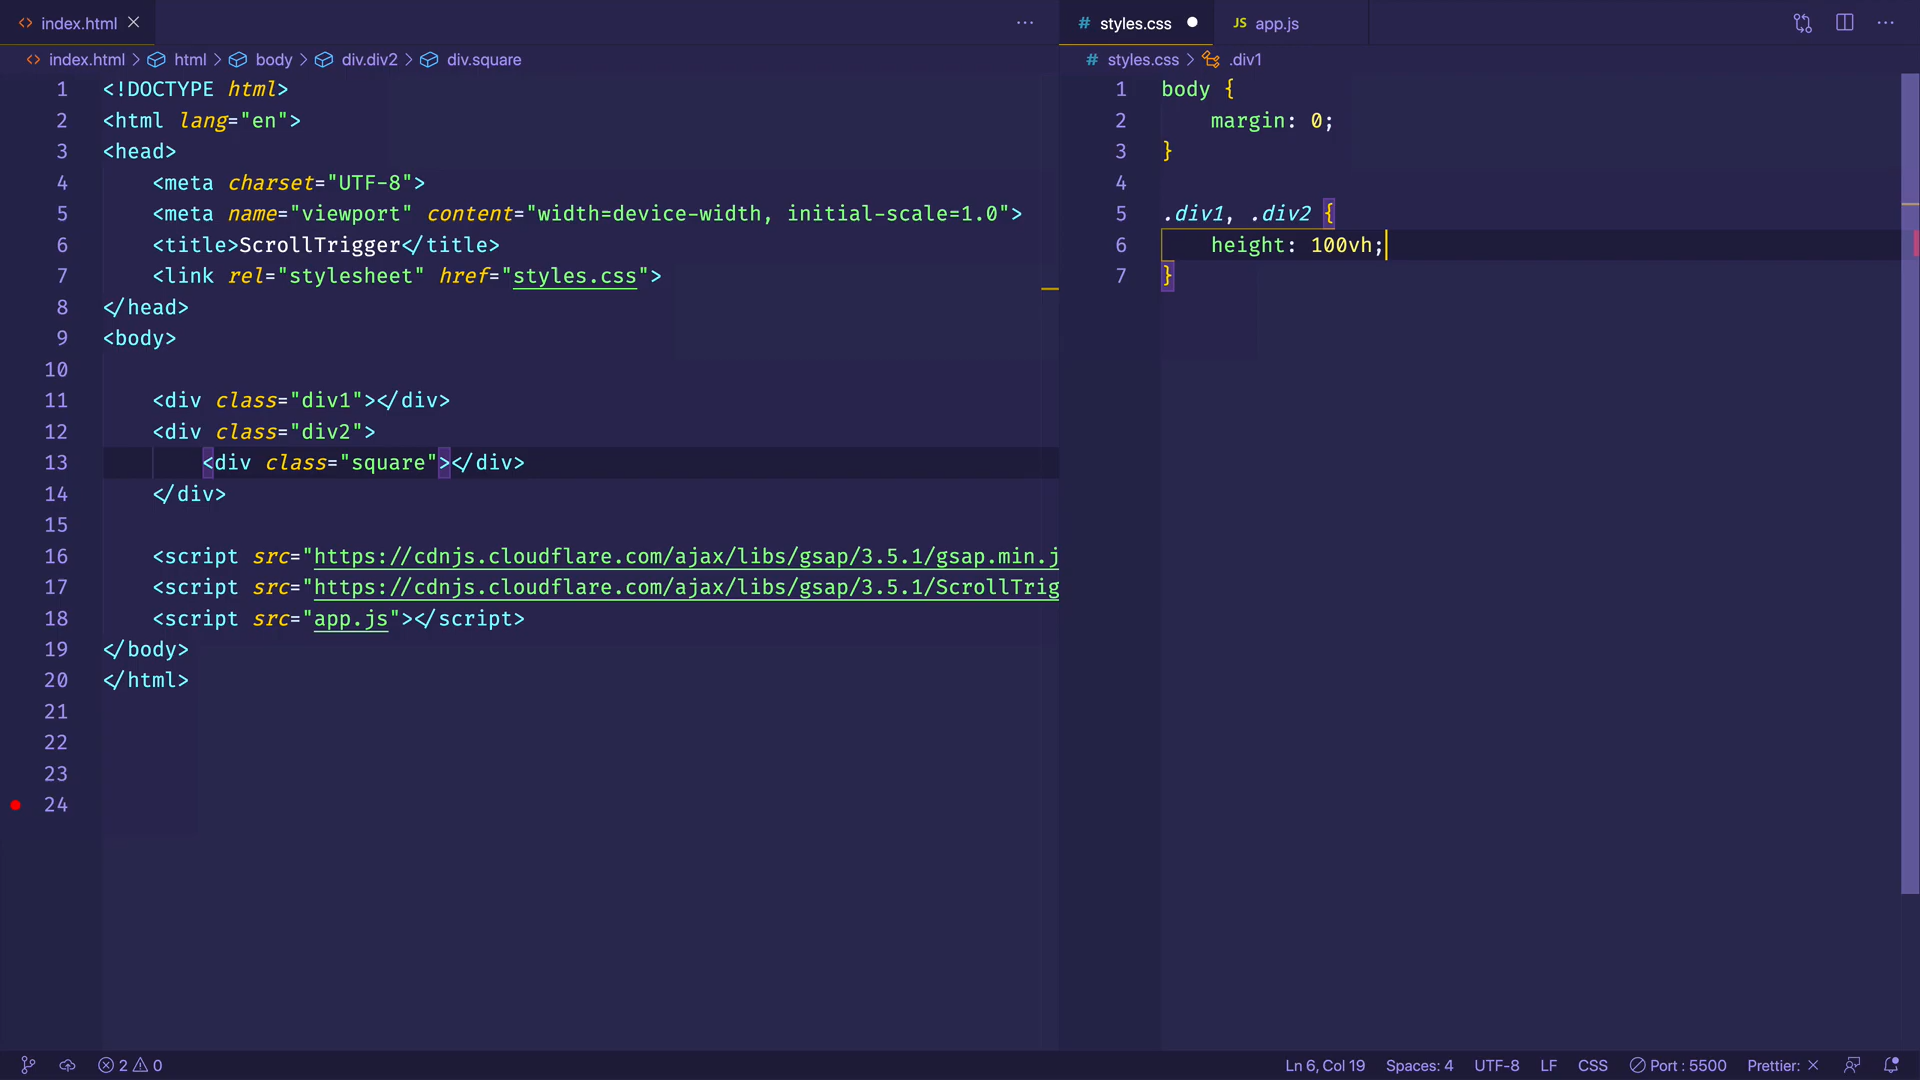 index.html
styles.css
JS app.js
index.html > html > body > div.div2 > div.square
# styles.css > .div1
1 <!DOCTYPE html>
2 <html lang="en">
3 <head>
4 <meta charset="UTF-8">
5 <meta name="viewport" content="width=device-width, initial-scale=1.0">
6 <title>ScrollTrigger</title>
7 <link rel="stylesheet" href="styles.css">
8 </head>
9 <body>
10
11 <div class="div1"></div>
12 <div class="div2">
13 <div class="square"></div>
14 </div>
15
16 <script src="https://cdnjs.cloudflare.com/ajax/libs/gsap/3.5.1/gsap.min.j
17 <script src="https://cdnjs.cloudflare.com/ajax/libs/gsap/3.5.1/ScrollTrig
18 <script src="app.js"></script>
19 </body>
20 </html>
21
22
23
24
1 body {
2 margin: 0;
3 }
4
5 .div1, .div2 {
6 height: 100vh;
7 }
2 0
Ln 6, Col 19 Spaces: 4 UTF-8 LF CSS Port : 5500 Prettier: ×